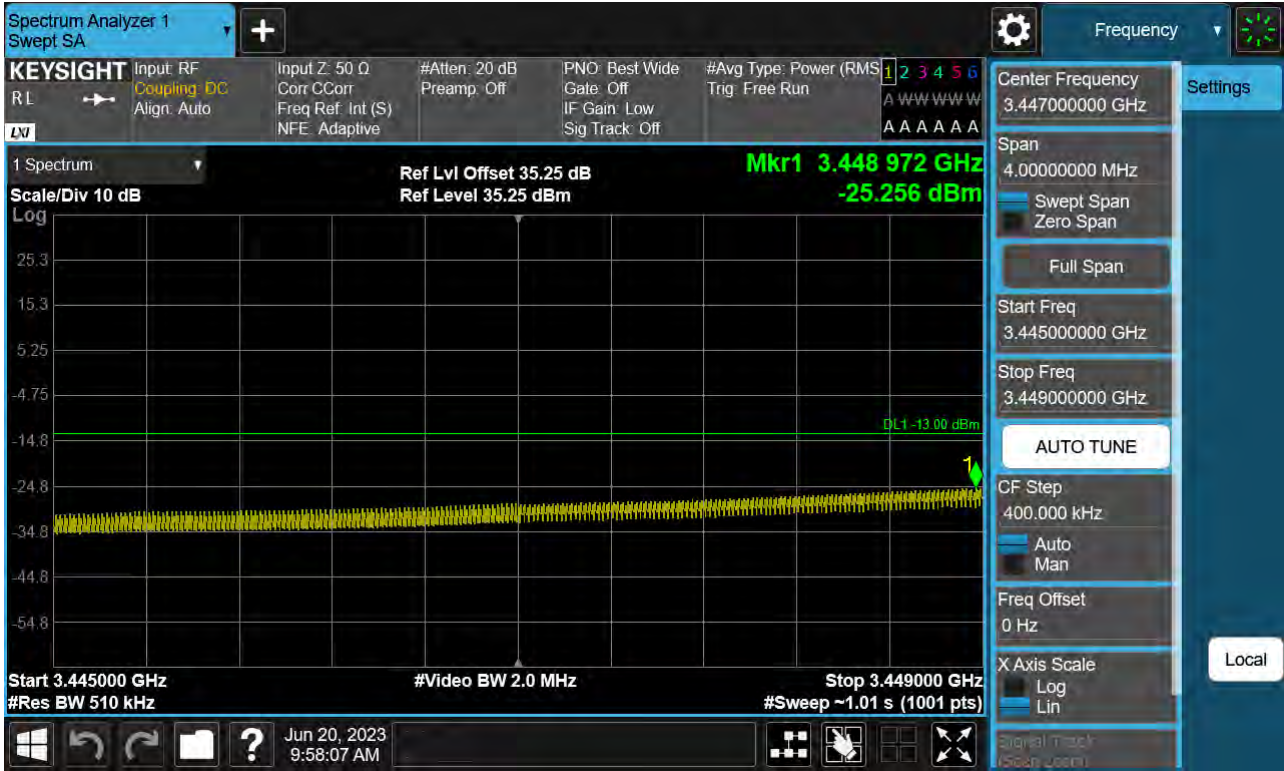 Spectrum Analyzer 1
Swept SA
Frequency
KEYSIGHT
RL
LXI
Input: RF
Coupling: DC
Align: Auto
Input Z: 50 Ω
Corr CCorr
Freq Ref: Int (S)
NFE: Adaptive
#Atten: 20 dB
Preamp: Off
PNO: Best Wide
Gate: Off
IF Gain: Low
Sig Track: Off
#Avg Type: Power (RMS
Trig: Free Run
1 2 3 4 5 6
A W W W W W
A A A A A A
1 Spectrum
Scale/Div 10 dB
Ref Lvl Offset 35.25 dB
Ref Level 35.25 dBm
Mkr1 3.448 972 GHz
-25.256 dBm
Log
25.3
15.3
5.25
-4.75
DL1 -13.00 dBm
-14.8
1
-24.8
-34.8
-44.8
-54.8
Start 3.445000 GHz
#Video BW 2.0 MHz
Stop 3.449000 GHz
#Res BW 510 kHz
#Sweep ~1.01 s (1001 pts)
Jun 20, 2023
9:58:07 AM
Center Frequency
3.447000000 GHz
Settings
Span
4.00000000 MHz
Swept Span
Zero Span
Full Span
Start Freq
3.445000000 GHz
Stop Freq
3.449000000 GHz
AUTO TUNE
CF Step
400.000 kHz
Auto
Man
Freq Offset
0 Hz
X Axis Scale
Log
Lin
Local
Signal Track
(Span Zoom)